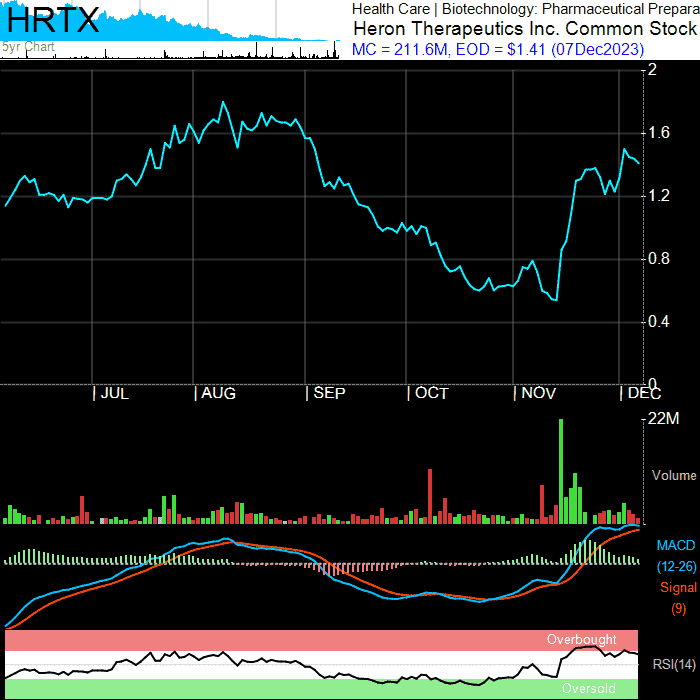 HRTX
5yr Chart
Health Care | Biotechnology: Pharmaceutical Prepara
Heron Therapeutics Inc. Common Stock
MC = 211.6M, EOD = $1.41 (07Dec2023)
2
1.6
1.2
0.8
0.4
0
JUL AUG SEP OCT NOV DEC
22M
Volume
MACD
(12-26)
Signal
(9)
Overbought
RSI(14)
Oversold